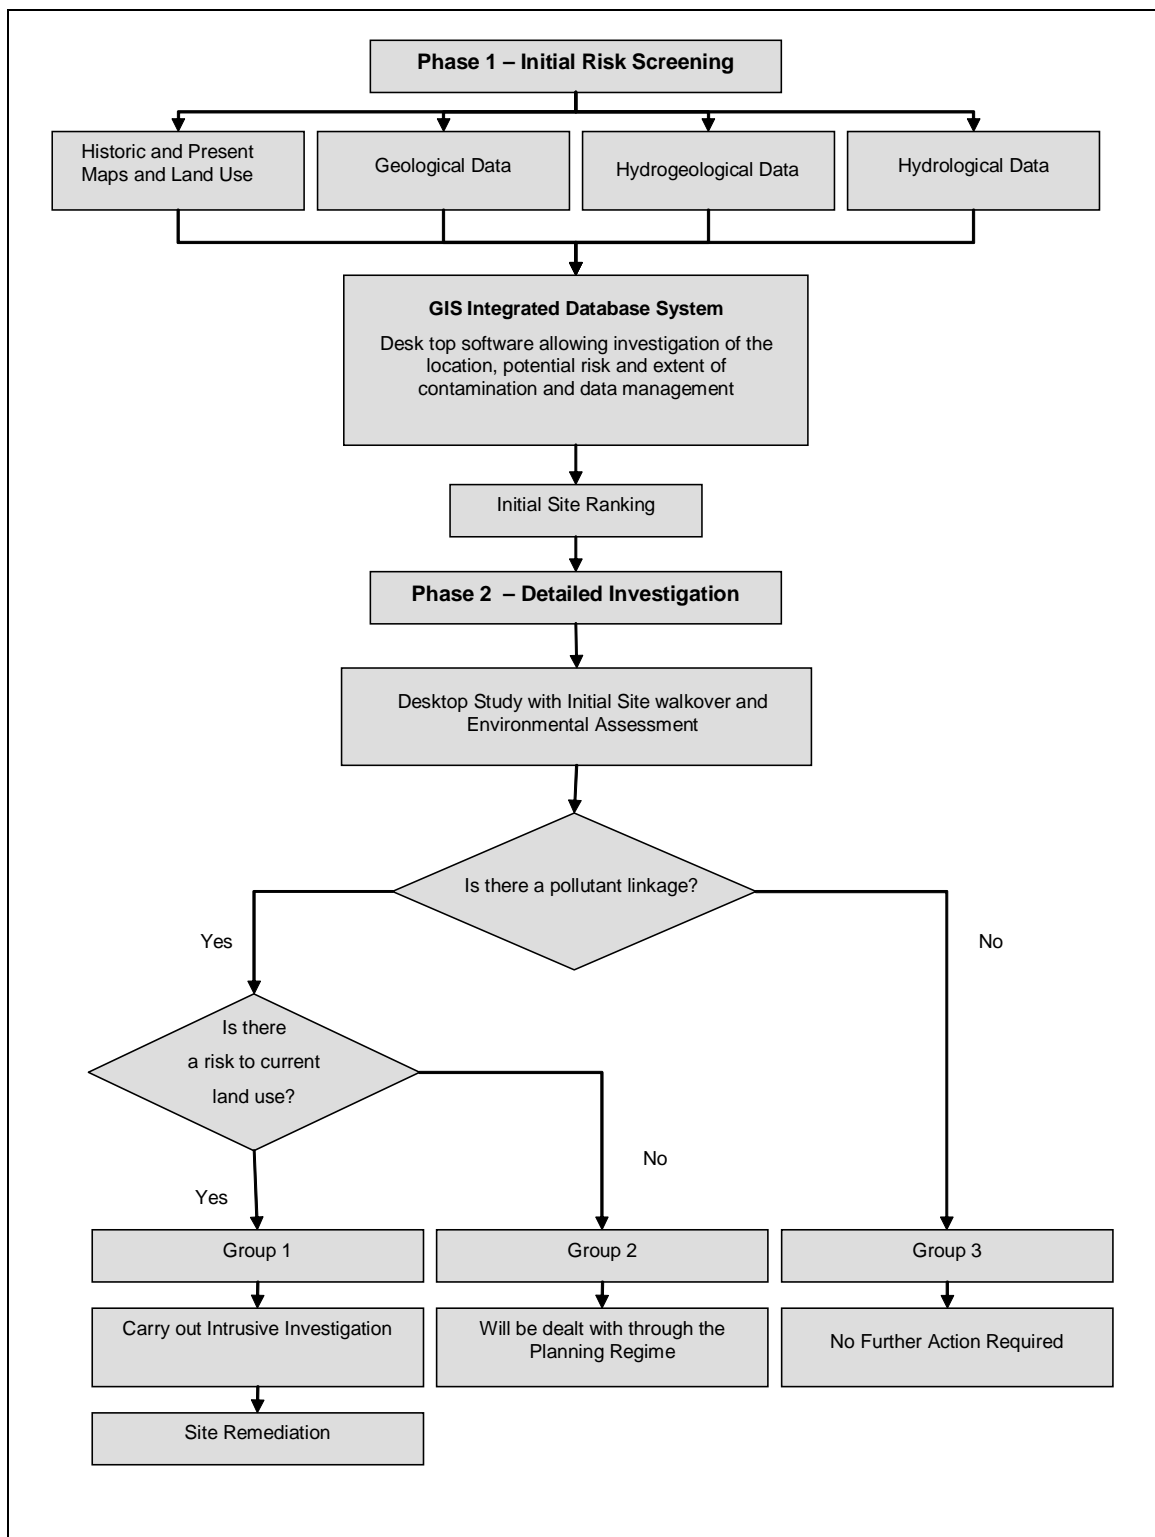 Phase 1 – Initial Risk Screening
Historic and Present
Maps and Land Use
Geological Data
Hydrogeological Data
Hydrological Data
GIS Integrated Database System
Desk top software allowing investigation of the
location, potential risk and extent of
contamination and data management
Initial Site Ranking
Phase 2 – Detailed Investigation
Desktop Study with Initial Site walkover and
Environmental Assessment
Is there a pollutant linkage?
Yes
No
Is there
a risk to current
land use?
No
Yes
Group 1
Group 2
Group 3
Carry out Intrusive Investigation
Will be dealt with through the
Planning Regime
No Further Action Required
Site Remediation